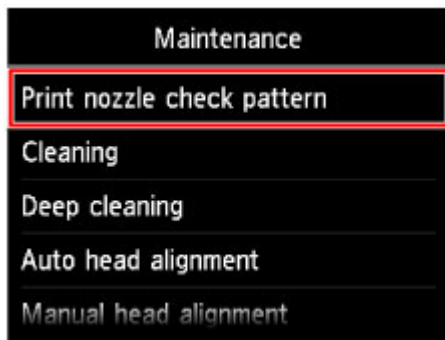 Maintenance
Print nozzle check pattern
Cleaning
Deep cleaning
Auto head alignment
Manual head alignment